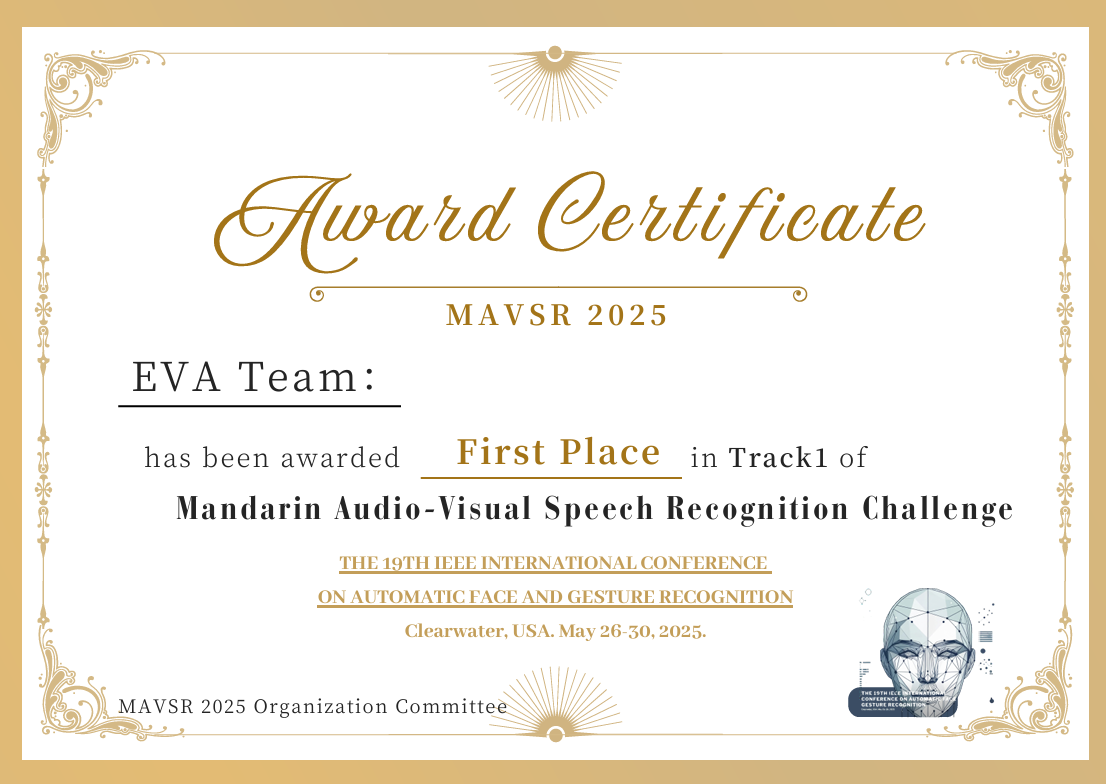 Award Certificate
MAVSR 2025
EVA Team:
has been awarded First Place in Track1 of
Mandarin Audio-Visual Speech Recognition Challenge
THE 19TH IEEE INTERNATIONAL CONFERENCE
ON AUTOMATIC FACE AND GESTURE RECOGNITION
Clearwater, USA. May 26-30, 2025.
MAVSR 2025 Organization Committee
THE 19TH IEEE INTERNATIONAL
CONFERENCE ON AUTOMATIC FACE
GESTURE RECOGNITION